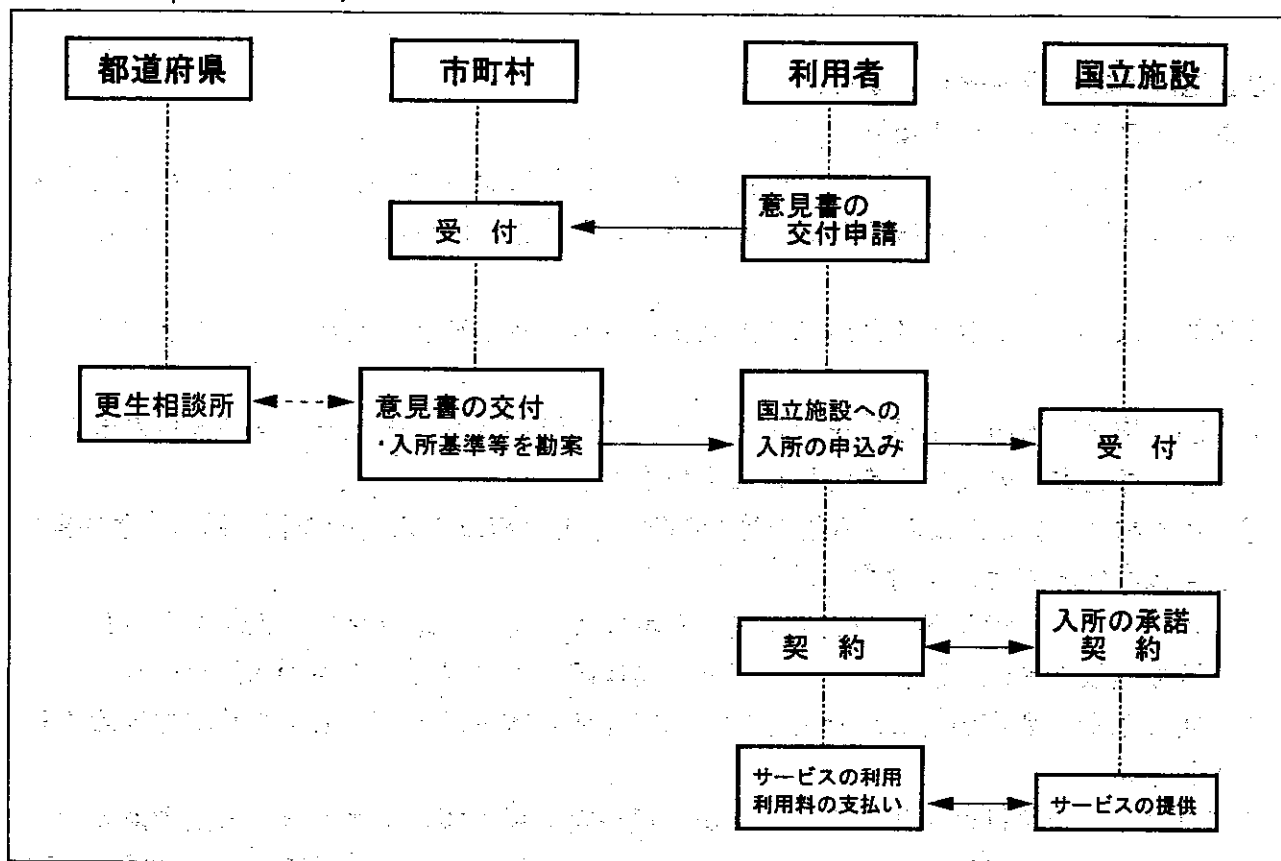 都道府県
市町村
利用者
国立施設
意見書の
交付申請
受 付
更生相談所
意見書の交付
・入所基準等を勘案
国立施設への
入所の申込み
受 付
契 約
入所の承諾
契 約
サービスの利用
利用料の支払い
サービスの提供